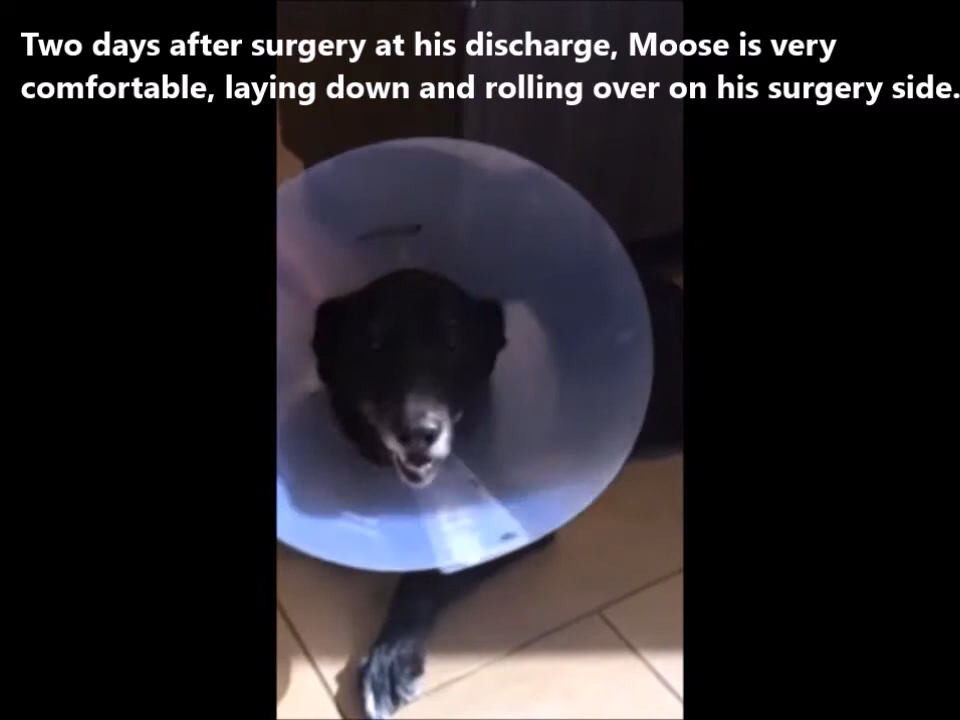 Two days after surgery at his discharge, Moose is very
comfortable, laying down and rolling over on his surgery side.